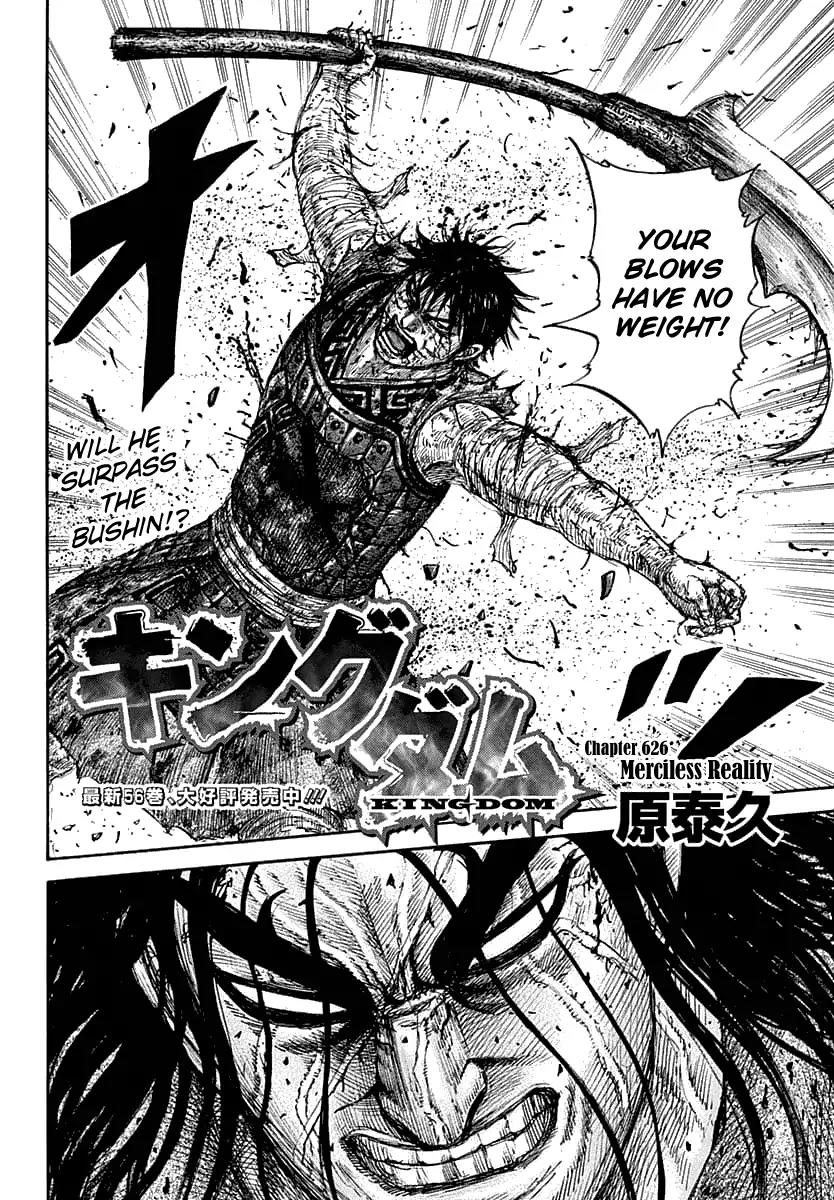 YOUR
BLOWS
HAVE NO
WEIGHT!
オ
ッ
WILL HE
SURPASS
THE
BUSHIN!?
キングダム
KINGDOM
最新56巻、大好評発売中!!!
Chapter 626
Merciless Reality
原泰久